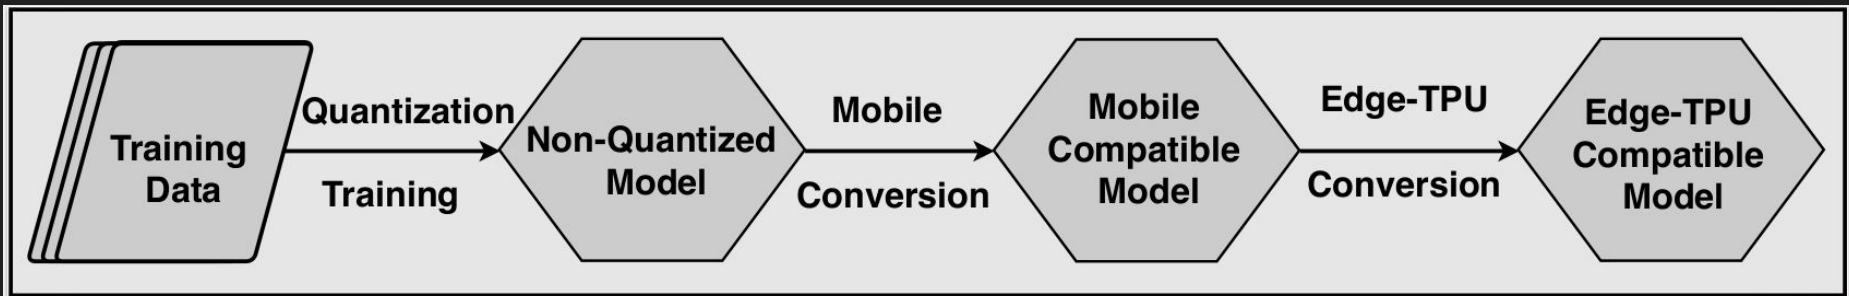 Training
Data
Quantization
Training
Non-Quantized
Model
Mobile
Conversion
Mobile
Compatible
Model
Edge-TPU
Conversion
Edge-TPU
Compatible
Model